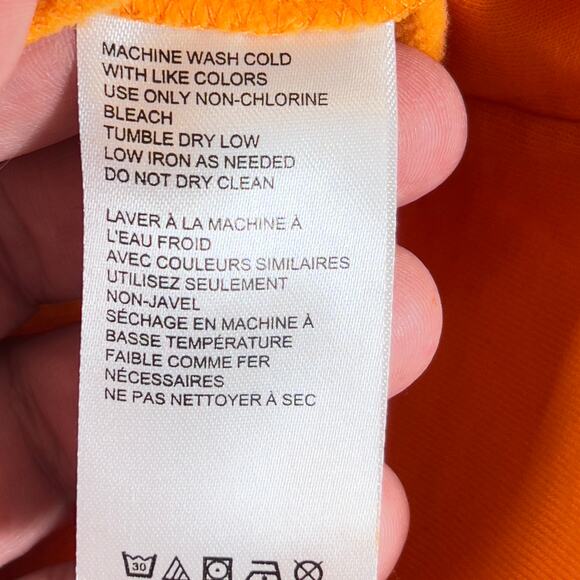 MACHINE WASH COLD
WITH LIKE COLORS
USE ONLY NON-CHLORINE
BLEACH
TUMBLE DRY LOW
LOW IRON AS NEEDED
DO NOT DRY CLEAN
LAVER À LA MACHINE À
L'EAU FROID
AVEC COULEURS SIMILAIRES
UTILISEZ SEULEMENT
NON-JAVEL
SÉCHAGE EN MACHINE À
BASSE TEMPÉRATURE
FAIBLE COMME FER
NÉCESSAIRES
NE PAS NETTOYER À SEC
30